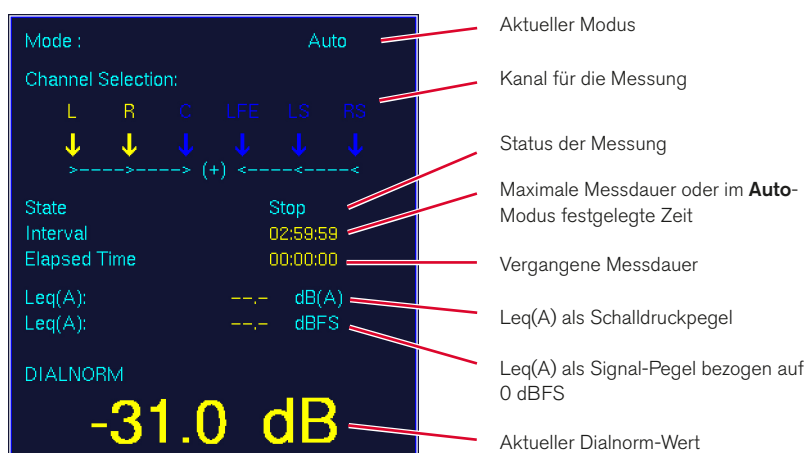 Mode : Auto
Aktueller Modus
Channel Selection:
Kanal für die Messung
L R C LFE LS RS
>---->----> (+) <----<----<
Status der Messung
State Stop
Maximale Messdauer oder im Auto-
Modus festgelegte Zeit
Interval 02:59:59
Elapsed Time 00:00:00
Vergangene Messdauer
Leq(A): --.- dB(A)
Leq(A) als Schalldruckpegel
Leq(A): --.- dBFS
Leq(A) als Signal-Pegel bezogen auf
0 dBFS
DIALNORM
-31.0 dB
Aktueller Dialnorm-Wert